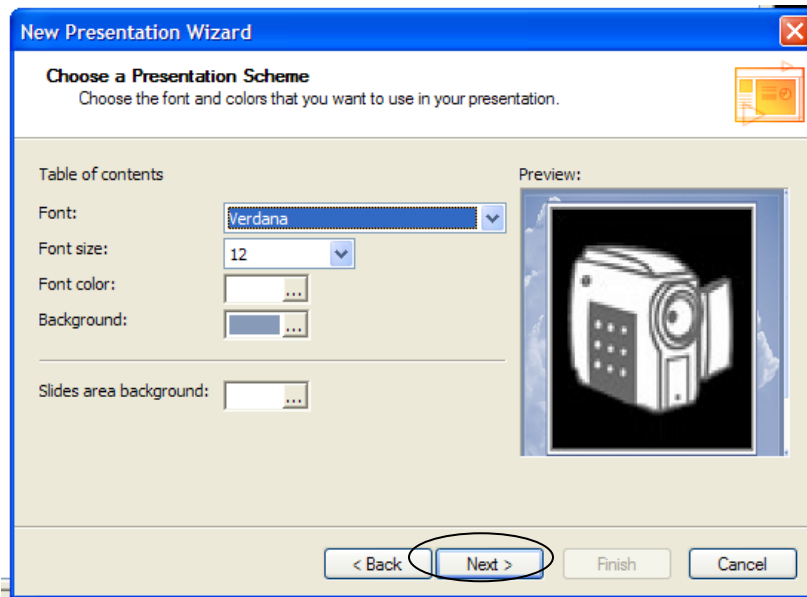 New Presentation Wizard
Choose a Presentation Scheme
Choose the font and colors that you want to use in your presentation.
Table of contents
Preview:
Font:
Verdana
Font size:
12
Font color:
...
Background:
...
Slides area background:
...
< Back
Next >
Finish
Cancel